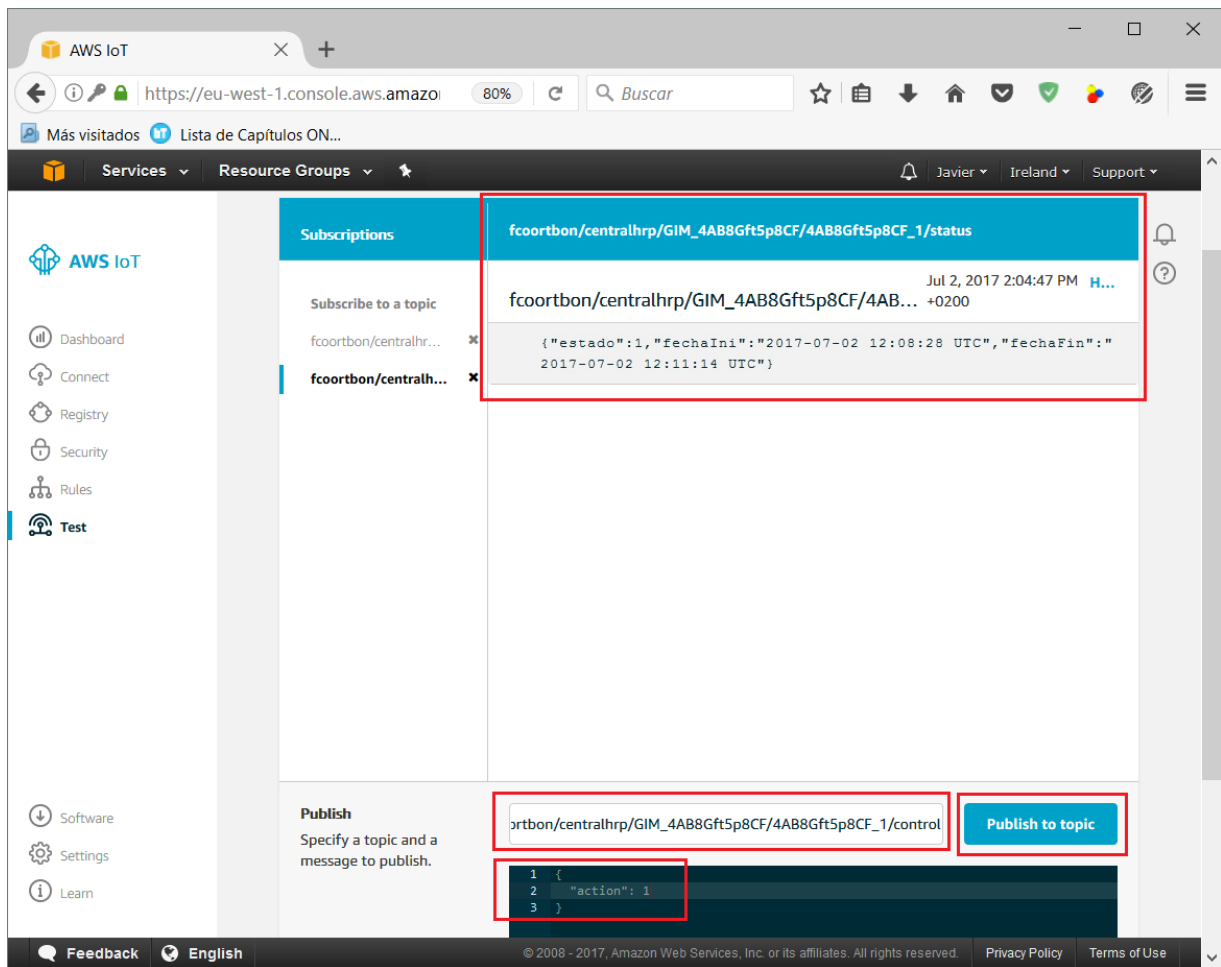 AWS IoT
https://eu-west-1.console.aws.amazo
80%
Buscar
Más visitados
Lista de Capítulos ON...
Services
Resource Groups
Javier
Ireland
Support
AWS IoT
Dashboard
Connect
Registry
Security
Rules
Test
Software
Settings
Learn
Subscriptions
Subscribe to a topic
fcoortbon/centralhr...
fcoortbon/centralh...
fcoortbon/centralhrp/GIM_4AB8Gft5p8CF/4AB8Gft5p8CF_1/status
fcoortbon/centralhrp/GIM_4AB8Gft5p8CF/4AB...
Jul 2, 2017 2:04:47 PM
+0200
H...
{"estado":1,"fechaIni":"2017-07-02 12:08:28 UTC","fechaFin":"
2017-07-02 12:11:14 UTC"}
Publish
Specify a topic and a
message to publish.
ortbon/centralhrp/GIM_4AB8Gft5p8CF/4AB8Gft5p8CF_1/control
Publish to topic
1 {
2 "action": 1
3 }
Feedback
English
© 2008 - 2017, Amazon Web Services, Inc. or its affiliates. All rights reserved.
Privacy Policy
Terms of Use